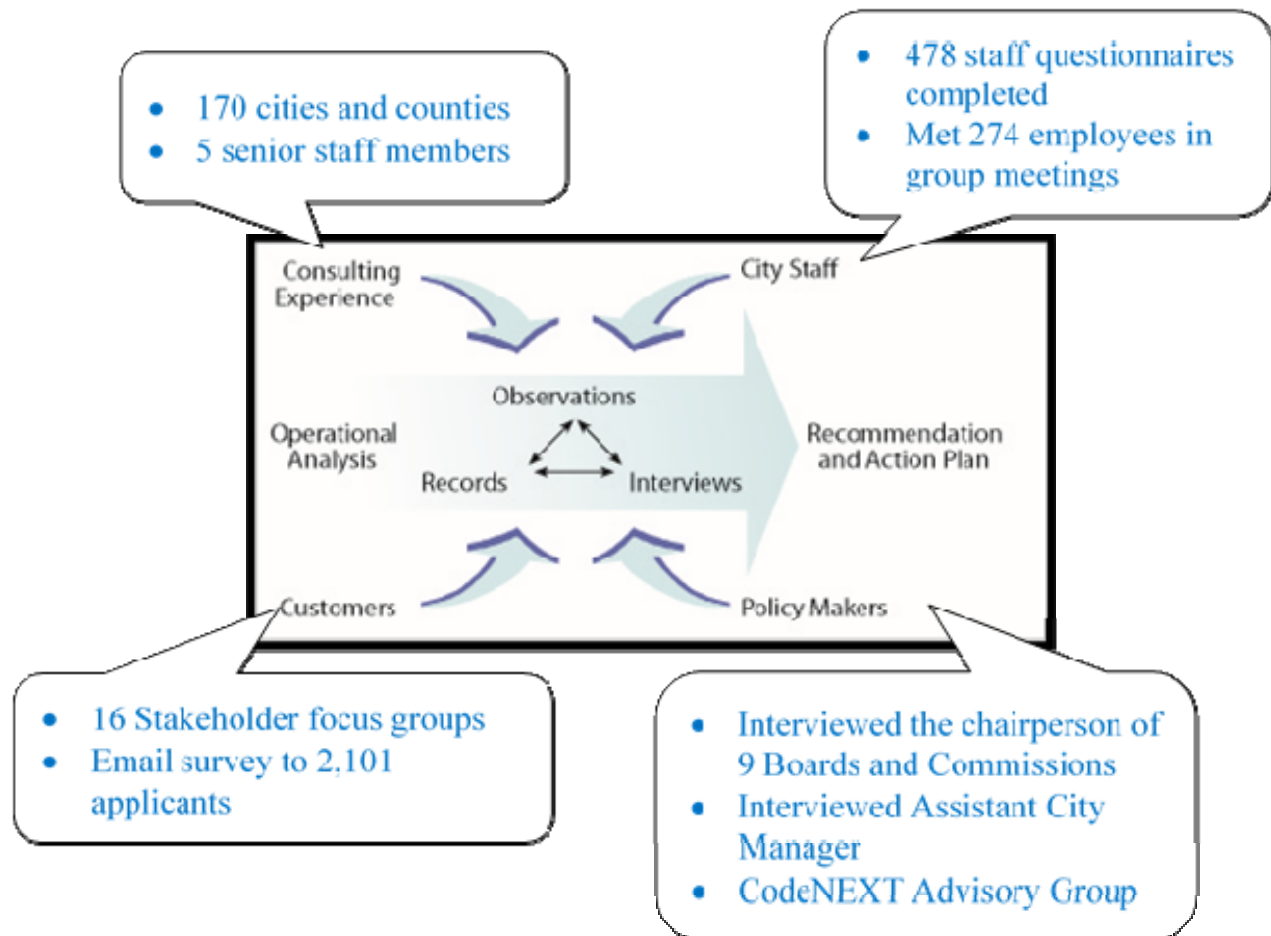 • 170 cities and counties
• 5 senior staff members
• 478 staff questionnaires
completed
• Met 274 employees in
group meetings
Consulting
Experience
City Staff
Observations
Operational
Analysis
Records
Interviews
Recommendation
and Action Plan
Customers
Policy Makers
• 16 Stakeholder focus groups
• Email survey to 2,101
applicants
• Interviewed the chairperson of
9 Boards and Commissions
• Interviewed Assistant City
Manager
• CodeNEXT Advisory Group